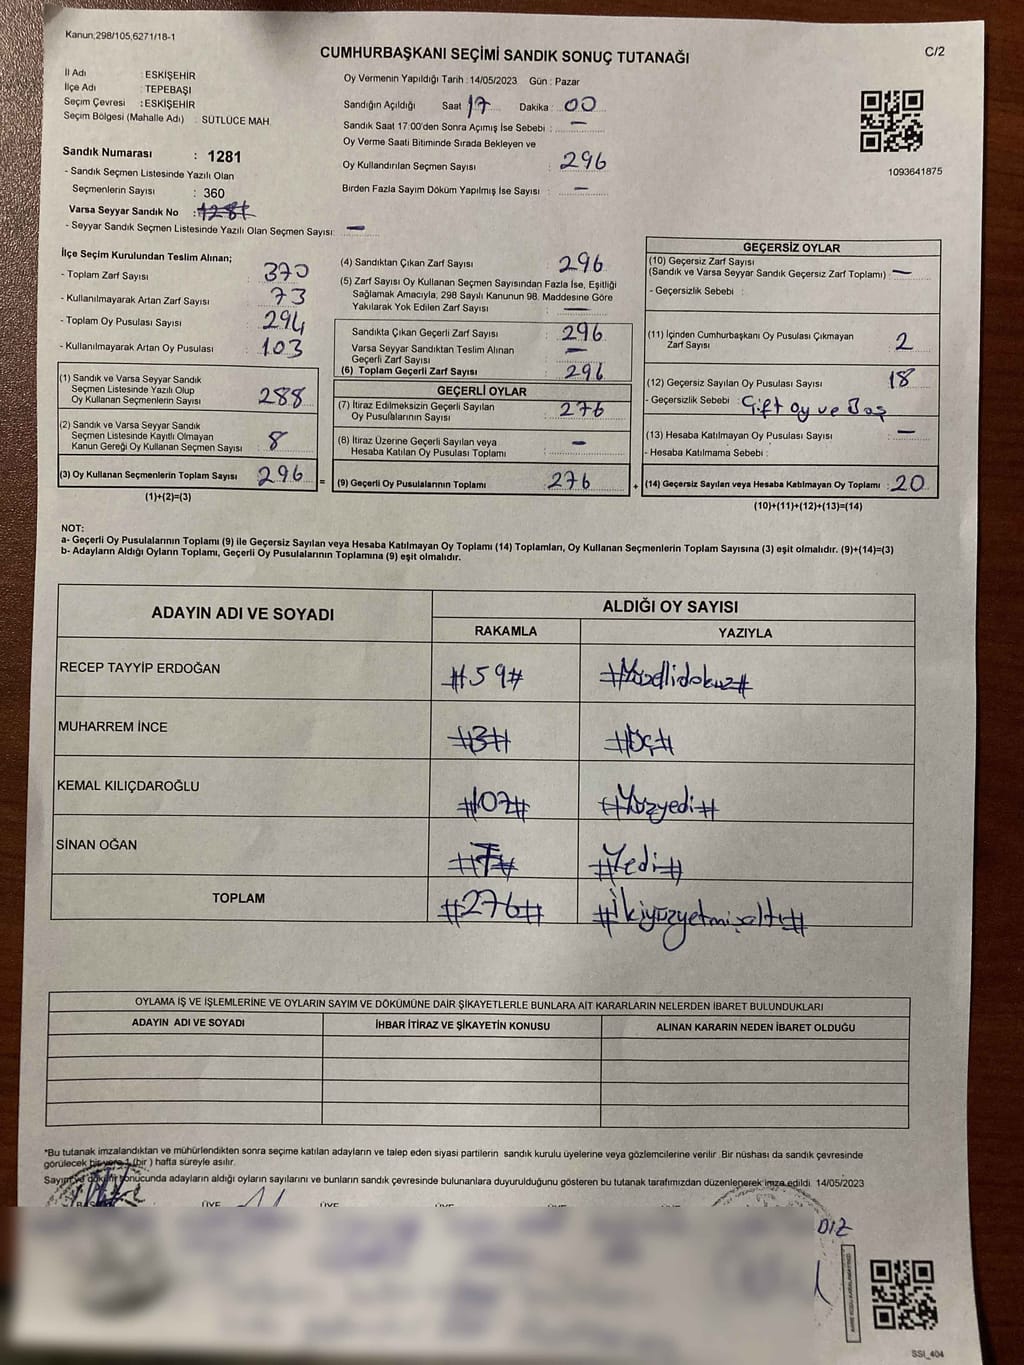 Kanun,298/105,6271/18-1
C/2
CUMHURBAŞKANI SEÇİMİ SANDIK SONUÇ TUTANAĞI
İl Adı : ESKİŞEHİR
İlçe Adı : TEPEBAŞI
Seçim Çevresi : ESKİŞEHİR
Seçim Bölgesi (Mahalle Adı) : SÜTLÜCE MAH.
Oy Vermenin Yapıldığı Tarih : 14/05/2023 Gün : Pazar
Sandığın Açıldığı Saat 17 Dakika : 00
Sandık Saat 17:00'den Sonra Açımış İse Sebebi : —
Oy Verme Saati Bitiminde Sırada Bekleyen ve
Oy Kullandırılan Seçmen Sayısı : 296
Birden Fazla Sayım Döküm Yapılmış İse Sayısı : —
1093641875
Sandık Numarası : 1281
- Sandık Seçmen Listesinde Yazılı Olan
Seçmenlerin Sayısı : 360
Varsa Seyyar Sandık No : 1281
- Seyyar Sandık Seçmen Listesinde Yazılı Olan Seçmen Sayısı: —
İlçe Seçim Kurulundan Teslim Alınan;
- Toplam Zarf Sayısı : 370
- Kullanılmayarak Artan Zarf Sayısı : 73
- Toplam Oy Pusulası Sayısı : 294
- Kullanılmayarak Artan Oy Pusulası : 103
(1) Sandık ve Varsa Seyyar Sandık
Seçmen Listesinde Yazılı Olup
Oy Kullanan Seçmenlerin Sayısı : 288
(2) Sandık ve Varsa Seyyar Sandık
Seçmen Listesinde Kayıtlı Olmayan
Kanun Gereği Oy Kullanan Seçmen Sayısı : 8
(3) Oy Kullanan Seçmenlerin Toplam Sayısı : 296
(1)+(2)=(3)
(4) Sandıktan Çıkan Zarf Sayısı : 296
(5) Zarf Sayısı Oy Kullanan Seçmen Sayısından Fazla İse, Eşitliği
Sağlamak Amacıyla, 298 Sayılı Kanunun 98. Maddesine Göre
Yakılarak Yok Edilen Zarf Sayısı : —
Sandıkta Çıkan Geçerli Zarf Sayısı : 296
Varsa Seyyar Sandıktan Teslim Alınan
Geçerli Zarf Sayısı : —
(6) Toplam Geçerli Zarf Sayısı : 296
GEÇERLİ OYLAR
(7) İtiraz Edilmeksizin Geçerli Sayılan
Oy Pusulalarının Sayısı : 276
(8) İtiraz Üzerine Geçerli Sayılan veya
Hesaba Katılan Oy Pusulası Toplamı : —
= (9) Geçerli Oy Pusulalarının Toplamı : 276
GEÇERSİZ OYLAR
(10) Geçersiz Zarf Sayısı
(Sandık ve Varsa Seyyar Sandık Geçersiz Zarf Toplamı) : —
- Geçersizlik Sebebi :
(11) İçinden Cumhurbaşkanı Oy Pusulası Çıkmayan
Zarf Sayısı : 2
(12) Geçersiz Sayılan Oy Pusulası Sayısı : 18
- Geçersizlik Sebebi : Çift Oy ve Boş
(13) Hesaba Katılmayan Oy Pusulası Sayısı : —
- Hesaba Katılmama Sebebi :
+ (14) Geçersiz Sayılan veya Hesaba Katılmayan Oy Toplamı : 20
(10)+(11)+(12)+(13)=(14)
NOT:
a- Geçerli Oy Pusulalarının Toplamı (9) ile Geçersiz Sayılan veya Hesaba Katılmayan Oy Toplamı (14) Toplamları, Oy Kullanan Seçmenlerin Toplam Sayısına (3) eşit olmalıdır. (9)+(14)=(3)
b- Adayların Aldığı Oyların Toplamı, Geçerli Oy Pusulalarının Toplamına (9) eşit olmalıdır.
ADAYIN ADI VE SOYADI
ALDIĞI OY SAYISI
RAKAMLA YAZIYLA
RECEP TAYYİP ERDOĞAN #59# #Yüzellidokuz#
MUHARREM İNCE #3# #Üç#
KEMAL KILIÇDAROĞLU #107# #Yüzyedi#
SİNAN OĞAN #7# #Yedi#
TOPLAM #276# #İkiyüzyetmişaltı#
OYLAMA İŞ VE İŞLEMLERİNE VE OYLARIN SAYIM VE DÖKÜMÜNE DAİR ŞİKAYETLERLE BUNLARA AİT KARARLARIN NELERDEN İBARET BULUNDUKLARI
ADAYIN ADI VE SOYADI İHBAR İTİRAZ VE ŞİKAYETİN KONUSU ALINAN KARARIN NEDEN İBARET OLDUĞU
*Bu tutanak imzalandıktan ve mühürlendikten sonra seçime katılan adayların ve talep eden siyasi partilerin sandık kurulu üyelerine veya gözlemcilerine verilir .Bir nüshası da sandık çevresinde
görülecek bir yere 1 (bir ) hafta süreyle asılır.
Sayım ve döküm sonucunda adayların aldığı oyların sayılarını ve bunların sandık çevresinde bulunanlara duyurulduğunu gösteren bu tutanak tarafımızdan düzenlenerek imza edildi. 14/05/2023
ÜYE ÜYE
DIZ
SSI_404